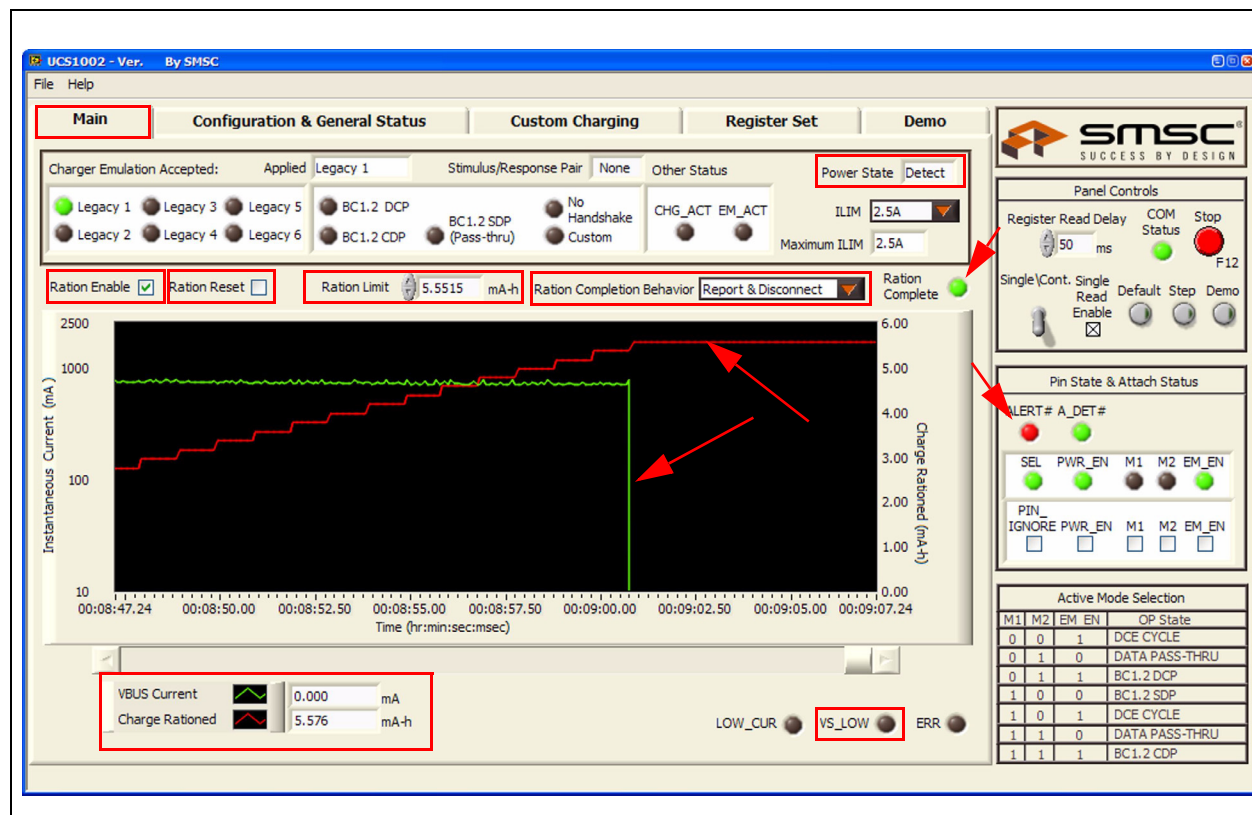 UCS1002 - Ver. By SMSC
File Help
Main Configuration & General Status Custom Charging Register Set Demo
SMSC®
SUCCESS BY DESIGN
Charger Emulation Accepted: Applied Legacy 1 Stimulus/Response Pair None Other Status Power State Detect
Legacy 1 Legacy 3 Legacy 5 BC1.2 DCP
Legacy 2 Legacy 4 Legacy 6 BC1.2 CDP
BC1.2 SDP
(Pass-thru)
No
Handshake
Custom
CHG_ACT EM_ACT
ILIM 2.5A
Maximum ILIM 2.5A
Ration Enable Ration Reset Ration Limit 5.5515 mA-h Ration Completion Behavior Report & Disconnect Ration
Complete
2500
1000
100
10
Instantaneous Current (mA)
6.00
5.00
4.00
3.00
2.00
1.00
0.00
Charge Rationed (mA-h)
00:08:47.24 00:08:50.00 00:08:52.50 00:08:55.00 00:08:57.50 00:09:00.00 00:09:02.50 00:09:05.00 00:09:07.24
Time (hr:min:sec:msec)
VBUS Current 0.000 mA
Charge Rationed 5.576 mA-h
LOW_CUR VS_LOW ERR
Panel Controls
Register Read Delay
50 ms
COM
Status
Stop
F12
Single\Cont.
Single
Read
Enable
Default Step Demo
Pin State & Attach Status
ALERT# A_DET#
SEL PWR_EN M1 M2 EM_EN
PIN_
IGNORE PWR_EN M1 M2 EM_EN
Active Mode Selection
M1 M2 EM EN OP State
0 0 1 DCE CYCLE
0 1 0 DATA PASS-THRU
0 1 1 BC1.2 DCP
1 0 0 BC1.2 SDP
1 0 1 DCE CYCLE
1 1 0 DATA PASS-THRU
1 1 1 BC1.2 CDP